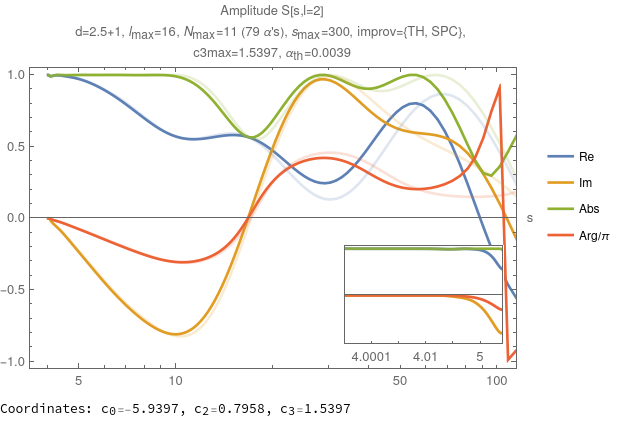 Amplitude S[s,l=2]
d=2.5+1, lmax=16, Nmax=11 (79 α's), smax=300, improv={TH, SPC},
c3max=1.5397, αth=0.0039
1.0
0.5
0.0
−0.5
−1.0
5
10
50
100
s
4.0001
4.01
5
Re
Im
Abs
Arg/π
Coordinates: c0=-5.9397, c2=0.7958, c3=1.5397